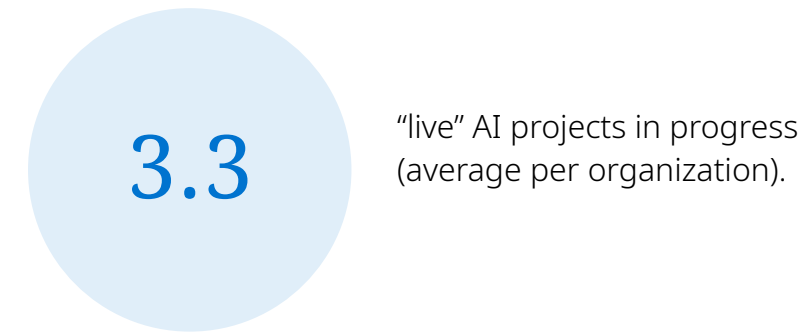 3.3
“live” AI projects in progress
(average per organization).